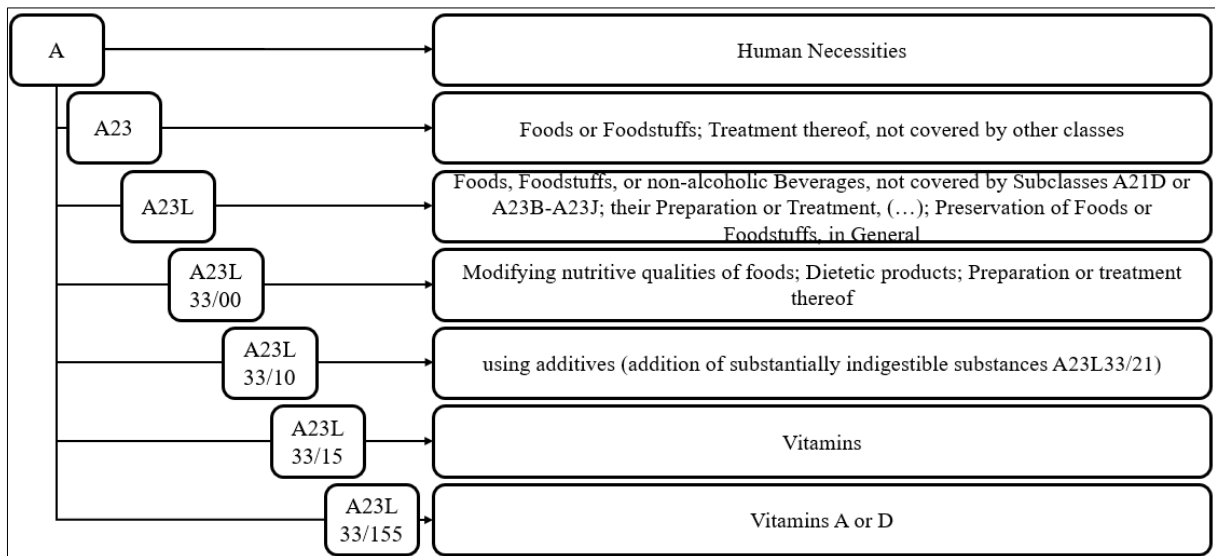 A
Human Necessities
A23
Foods or Foodstuffs; Treatment thereof, not covered by other classes
A23L
Foods, Foodstuffs, or non-alcoholic Beverages, not covered by Subclasses A21D or
A23B-A23J; their Preparation or Treatment, (…); Preservation of Foods or
Foodstuffs, in General
A23L
33/00
Modifying nutritive qualities of foods; Dietetic products; Preparation or treatment
thereof
A23L
33/10
using additives (addition of substantially indigestible substances A23L33/21)
A23L
33/15
Vitamins
A23L
33/155
Vitamins A or D